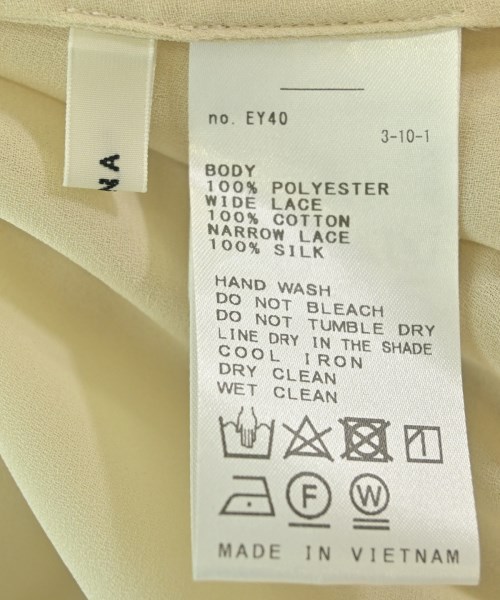 NA
no. EY40
3-10-1
BODY
100% POLYESTER
WIDE LACE
100% COTTON
NARROW LACE
100% SILK
HAND WASH
DO NOT BLEACH
DO NOT TUMBLE DRY
LINE DRY IN THE SHADE
COOL IRON
DRY CLEAN
WET CLEAN
F W
MADE IN VIETNAM